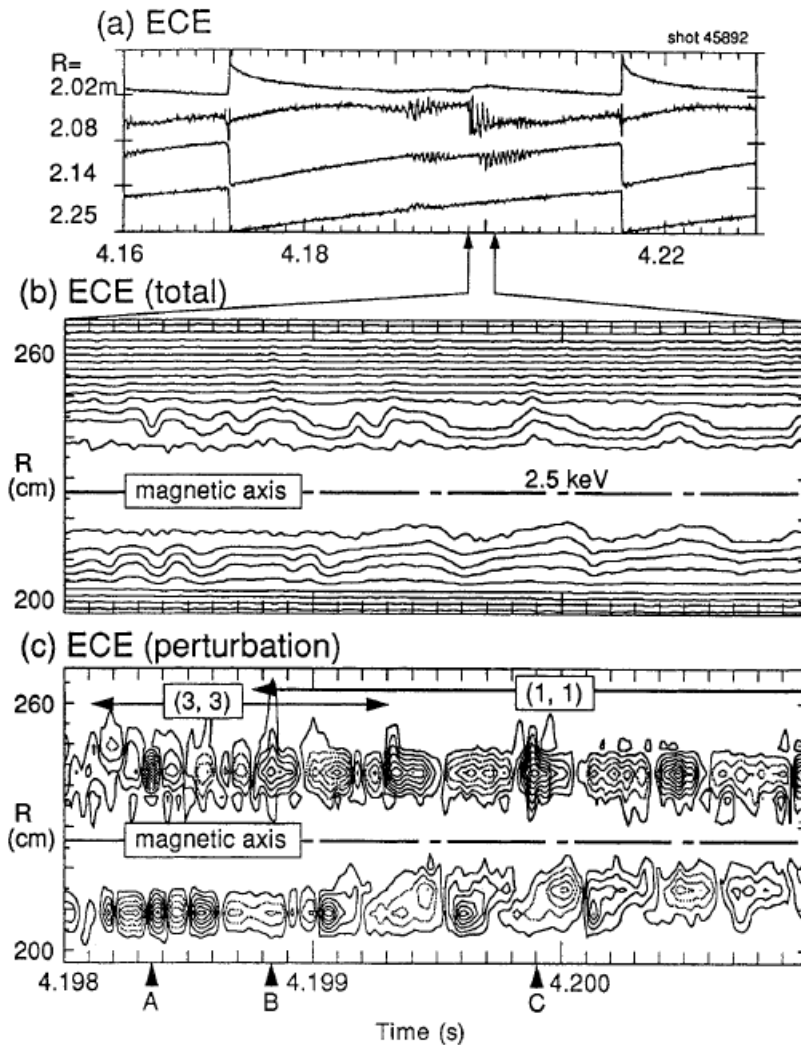 (a) ECE
shot 45892
R=
2.02m
2.08
2.14
2.25
4.16 4.18 4.22
(b) ECE (total)
260
R
(cm)
magnetic axis
2.5 keV
200
(c) ECE (perturbation)
260
(3, 3) (1, 1)
R
(cm)
magnetic axis
200
4.198 4.199 4.200
A B C
Time (s)